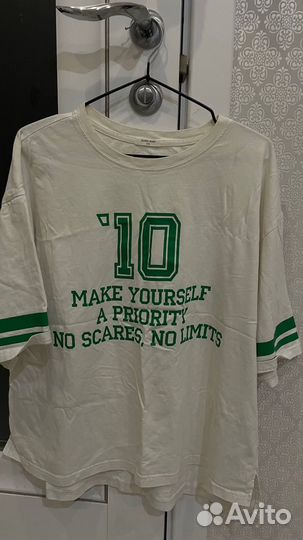 '10
MAKE YOURSELF
A PRIORITY
NO SCARES, NO LIMITS
Avito